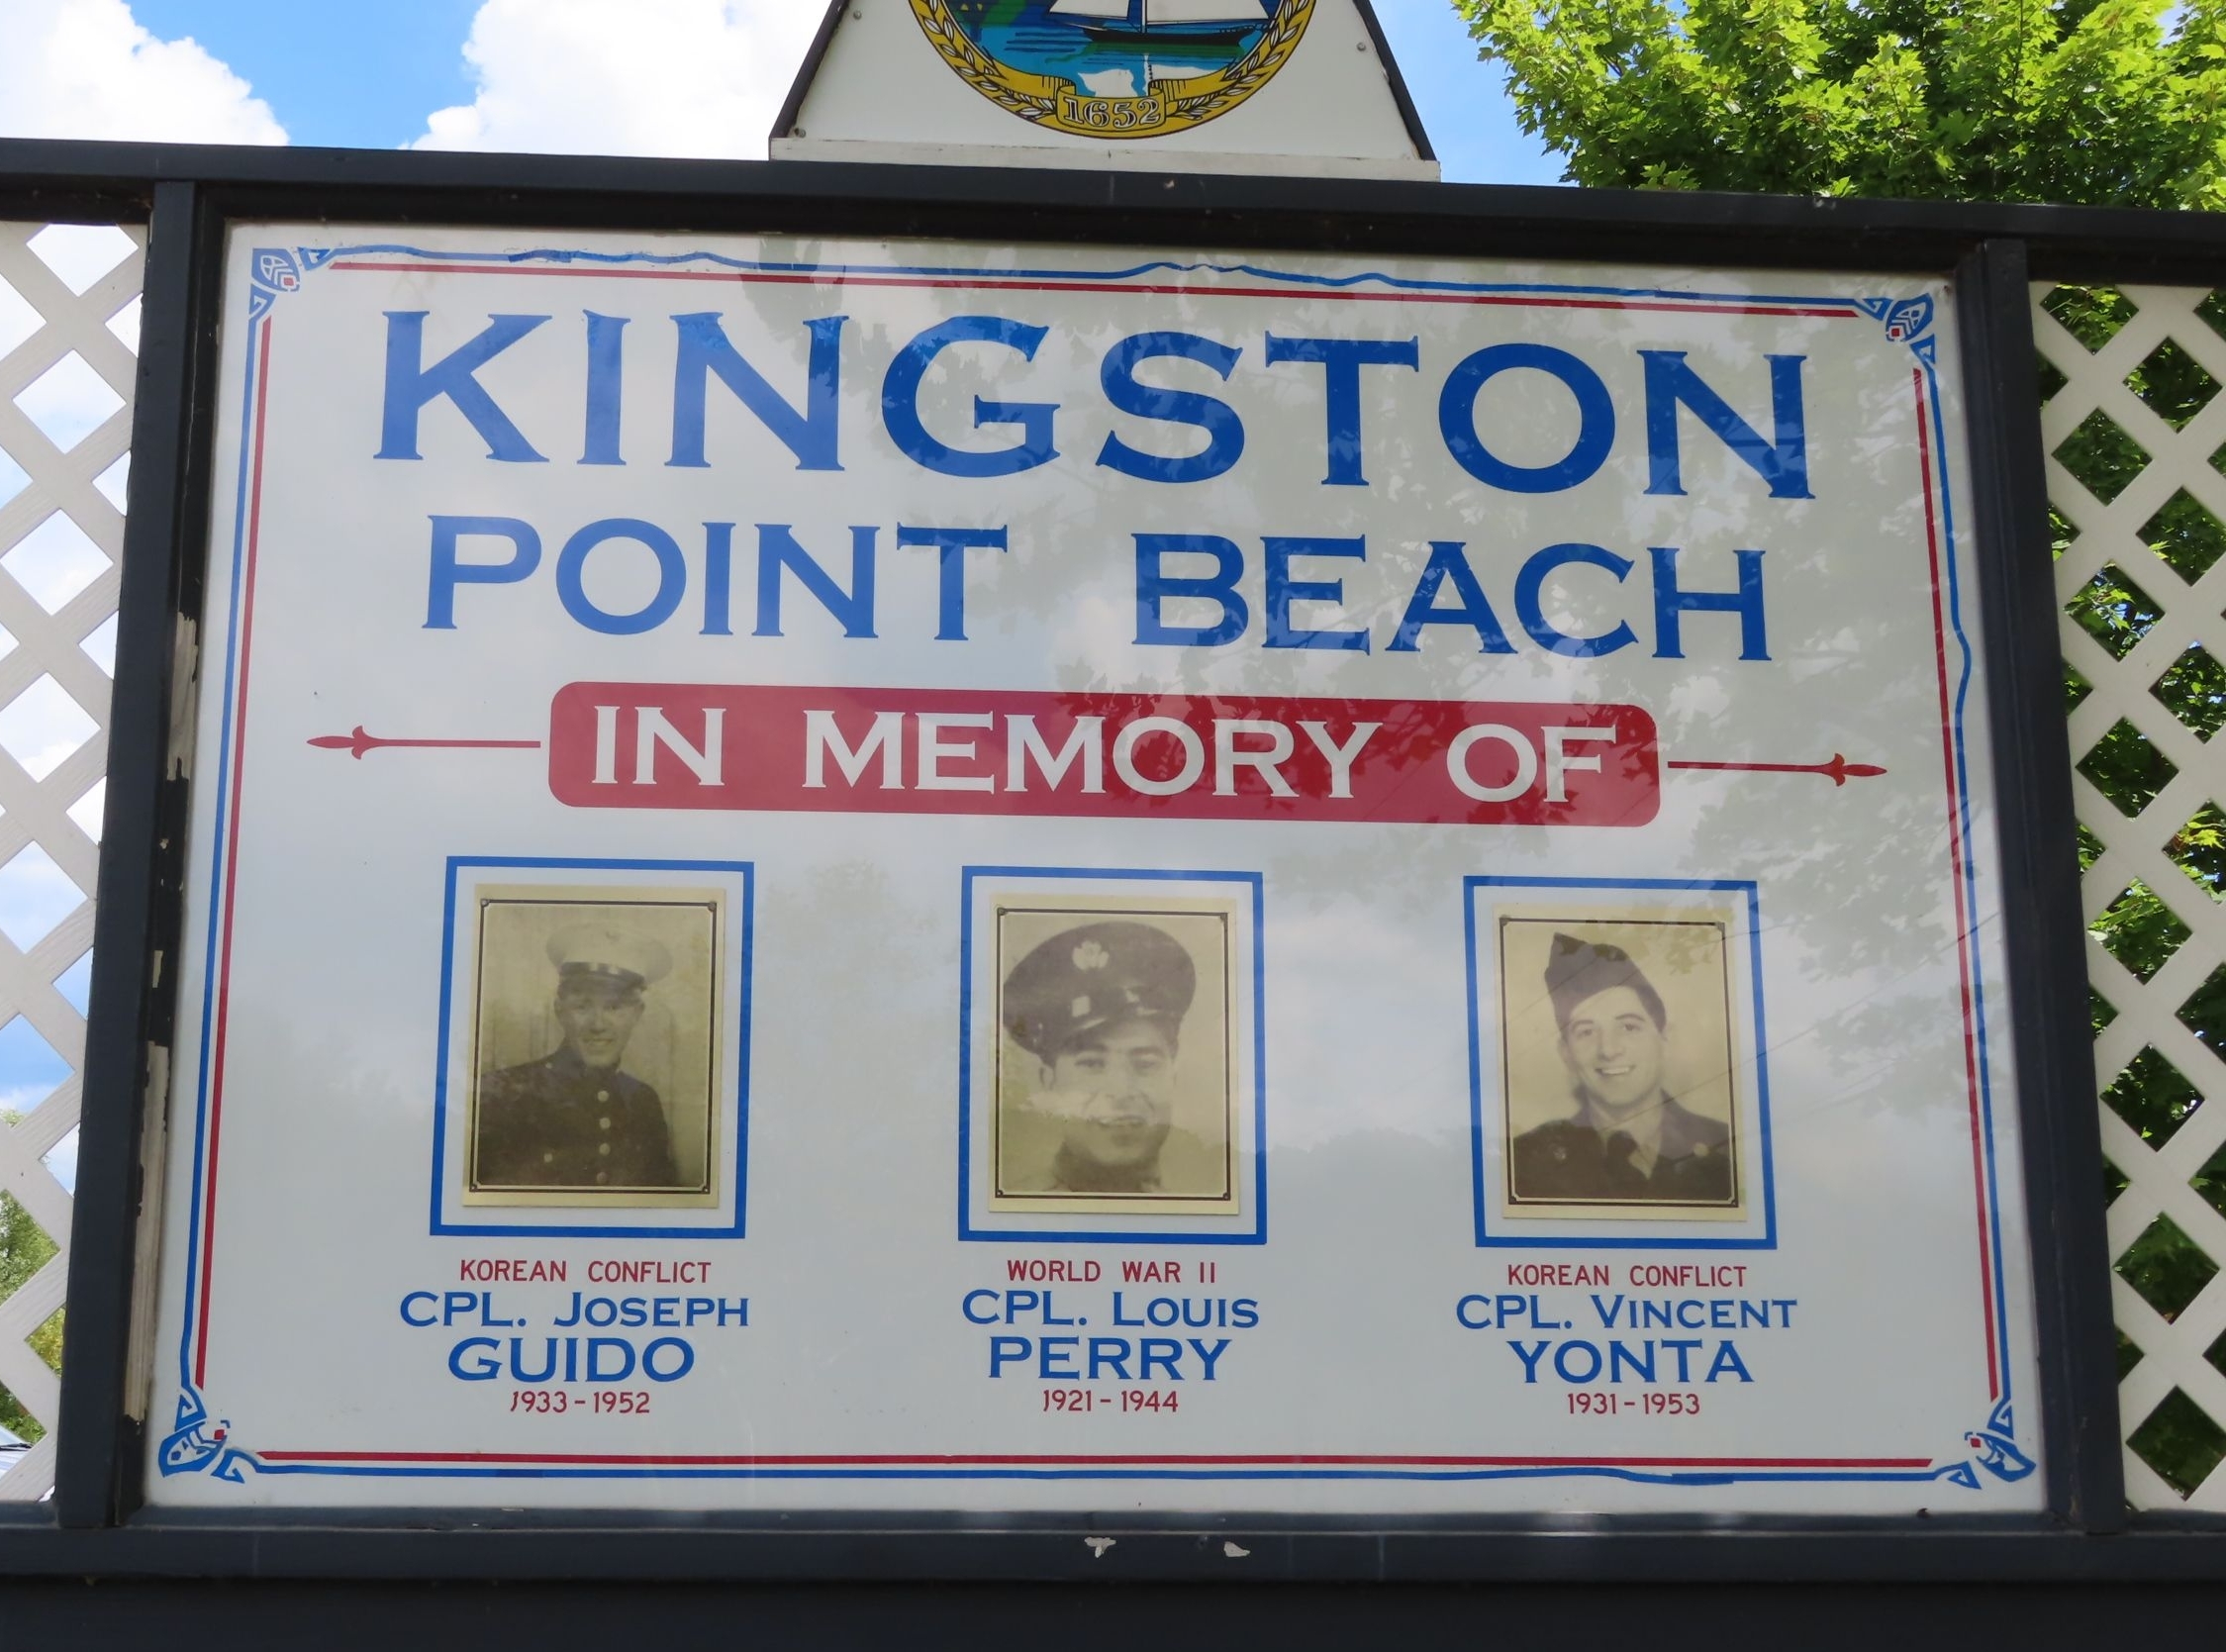 1652
KINGSTON
POINT BEACH
IN MEMORY OF
KOREAN CONFLICT
CPL. JOSEPH
GUIDO
1933-1952
WORLD WAR II
CPL. LOUIS
PERRY
1921-1944
KOREAN CONFLICT
CPL. VINCENT
YONTA
1931-1953